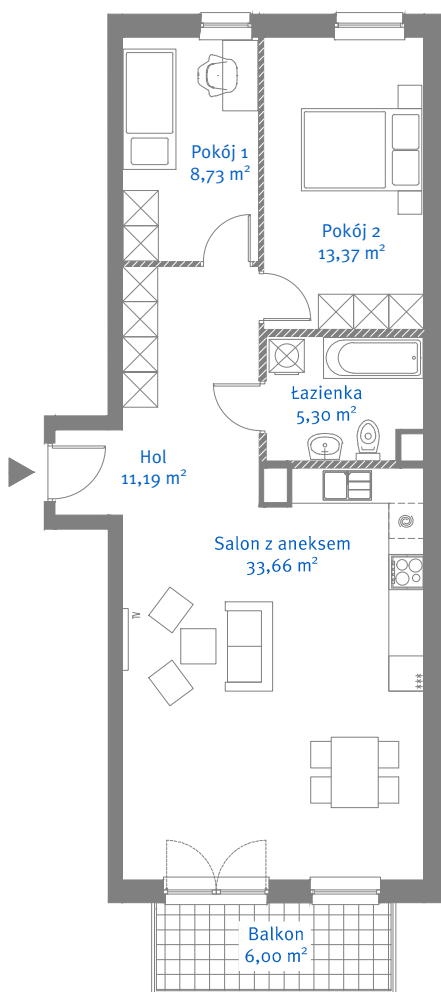 Pokój 1
8,73 m²
Pokój 2
13,37 m²
Łazienka
5,30 m²
Hol
11,19 m²
Salon z aneksem
33,66 m²
TV
***
Balkon
6,00 m²